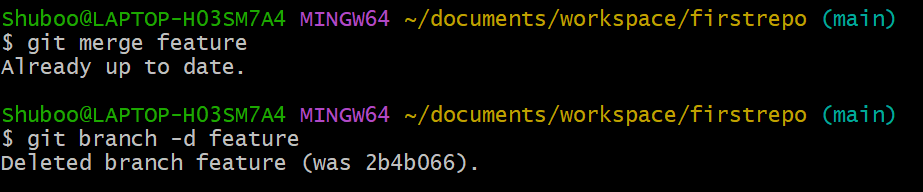 Shuboo@LAPTOP-H03SM7A4 MINGW64 ~/documents/workspace/firstrepo (main)
$ git merge feature
Already up to date.
Shuboo@LAPTOP-H03SM7A4 MINGW64 ~/documents/workspace/firstrepo (main)
$ git branch -d feature
Deleted branch feature (was 2b4b066).